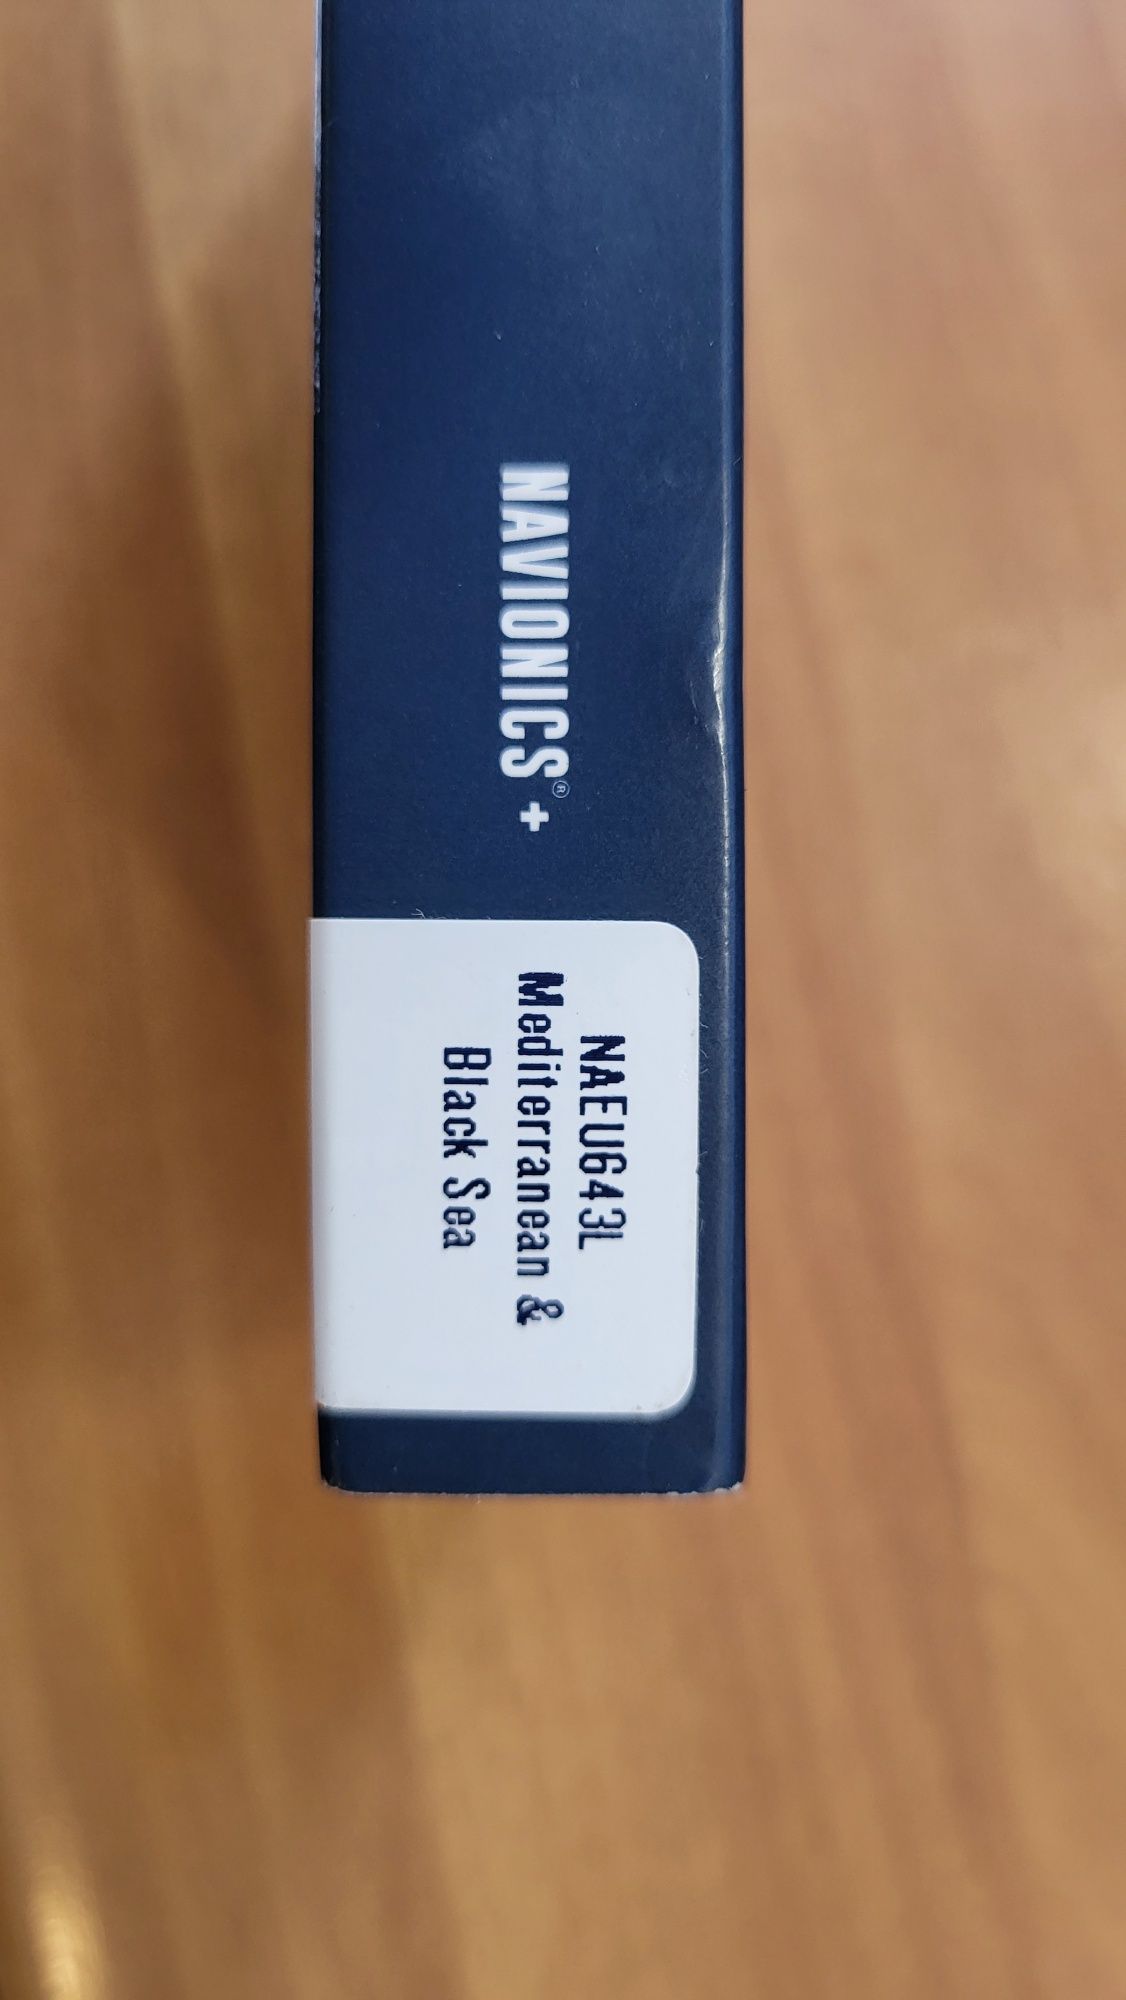 NAVIONICS®+
NAEU643L
Mediterranean &
Black Sea